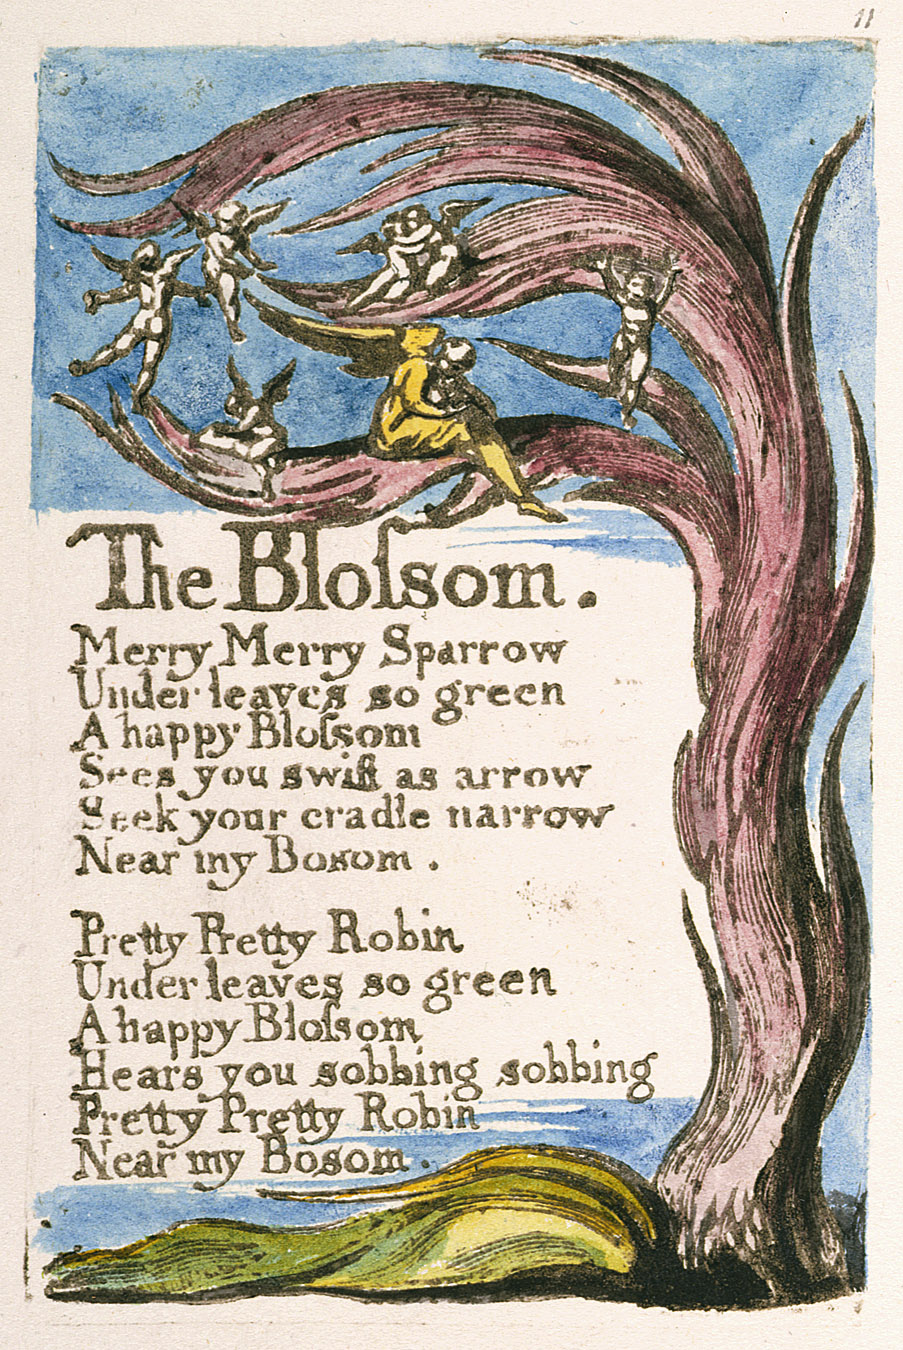 11
The Bloſsom.
Merry Merry Sparrow
Under leaves so green
A happy Bloſsom
Sees you swift as arrow
Seek your cradle narrow
Near my Bosom.
Pretty Pretty Robin
Under leaves so green
A happy Bloſsom
Hears you sobbing sobbing
Pretty Pretty Robin
Near my Bosom.